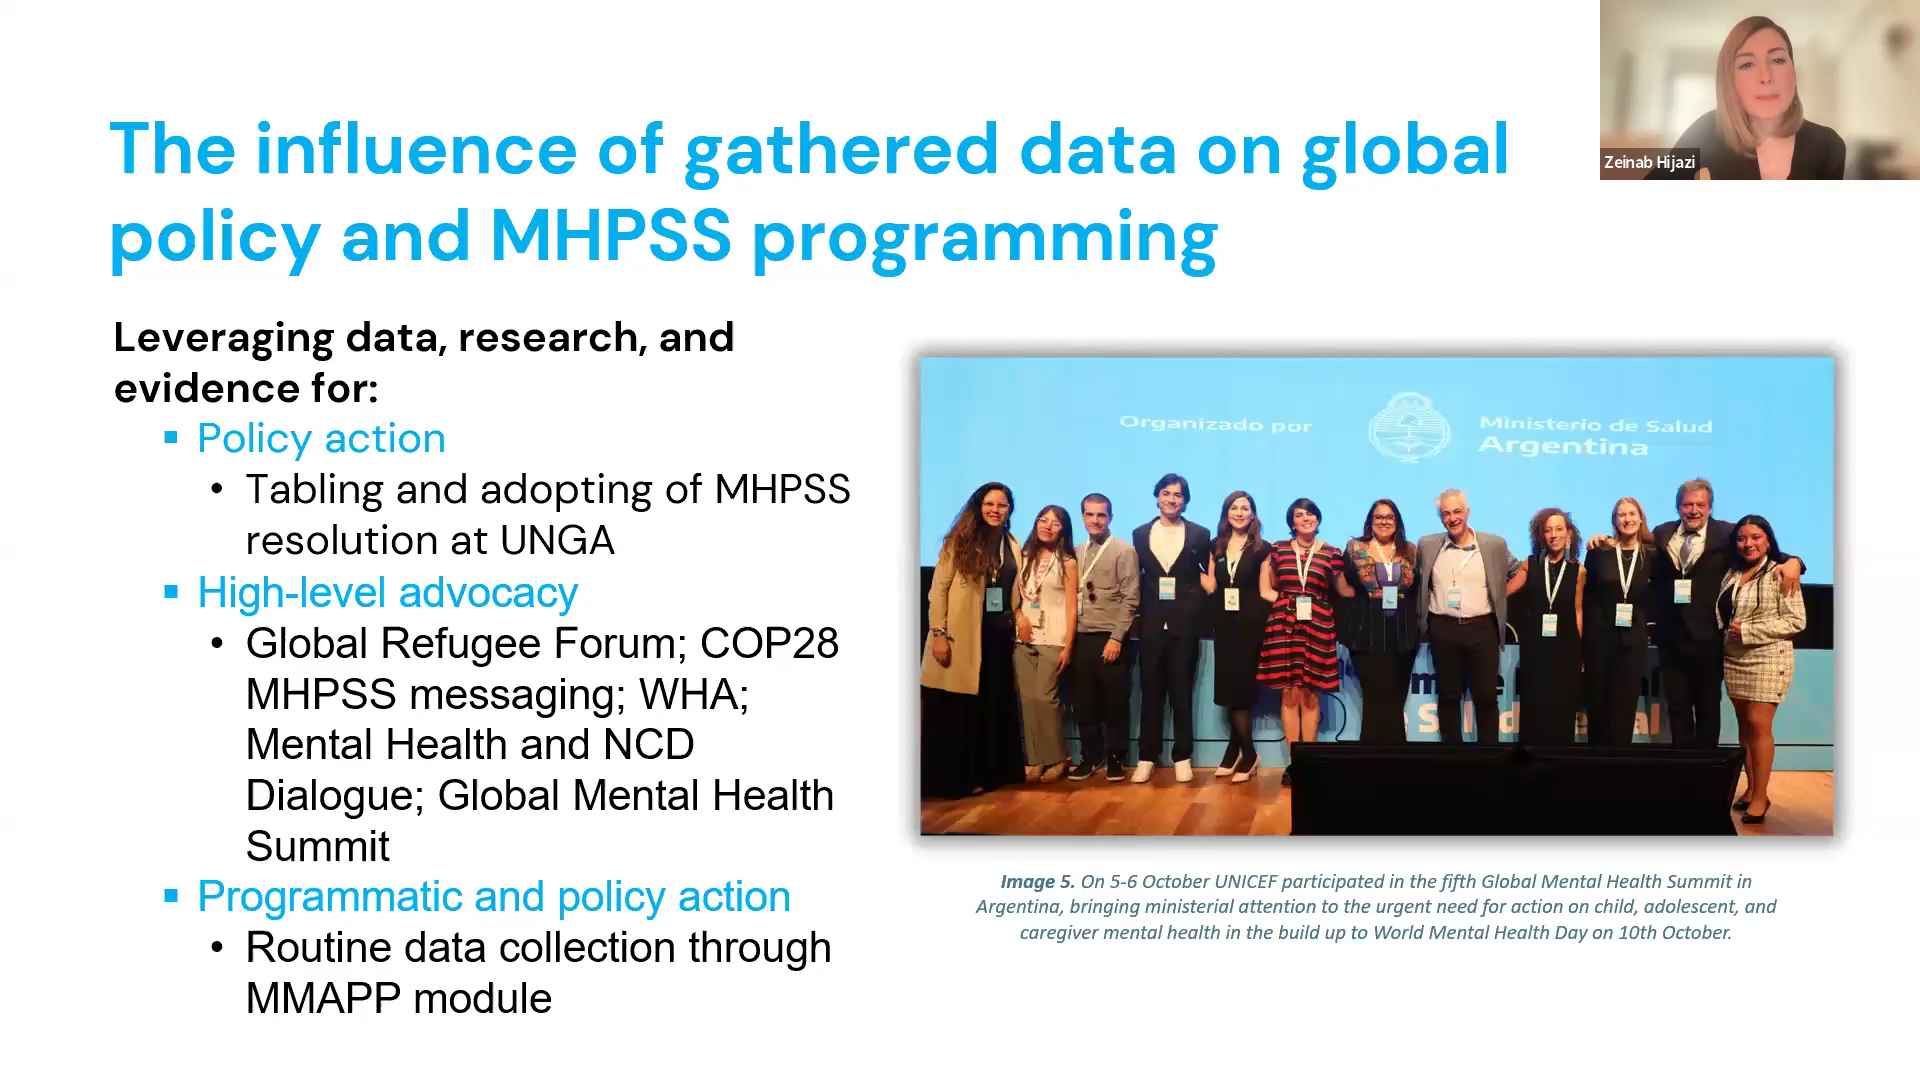 The influence of gathered data on global
policy and MHPSS programming
Zeinab Hijazi
Leveraging data, research, and
evidence for:
▪ Policy action
• Tabling and adopting of MHPSS
resolution at UNGA
▪ High-level advocacy
• Global Refugee Forum; COP28
MHPSS messaging; WHA;
Mental Health and NCD
Dialogue; Global Mental Health
Summit
▪ Programmatic and policy action
• Routine data collection through
MMAPP module
Organizado por
Ministerio de Salud
Argentina
Image 5. On 5-6 October UNICEF participated in the fifth Global Mental Health Summit in
Argentina, bringing ministerial attention to the urgent need for action on child, adolescent, and
caregiver mental health in the build up to World Mental Health Day on 10th October.